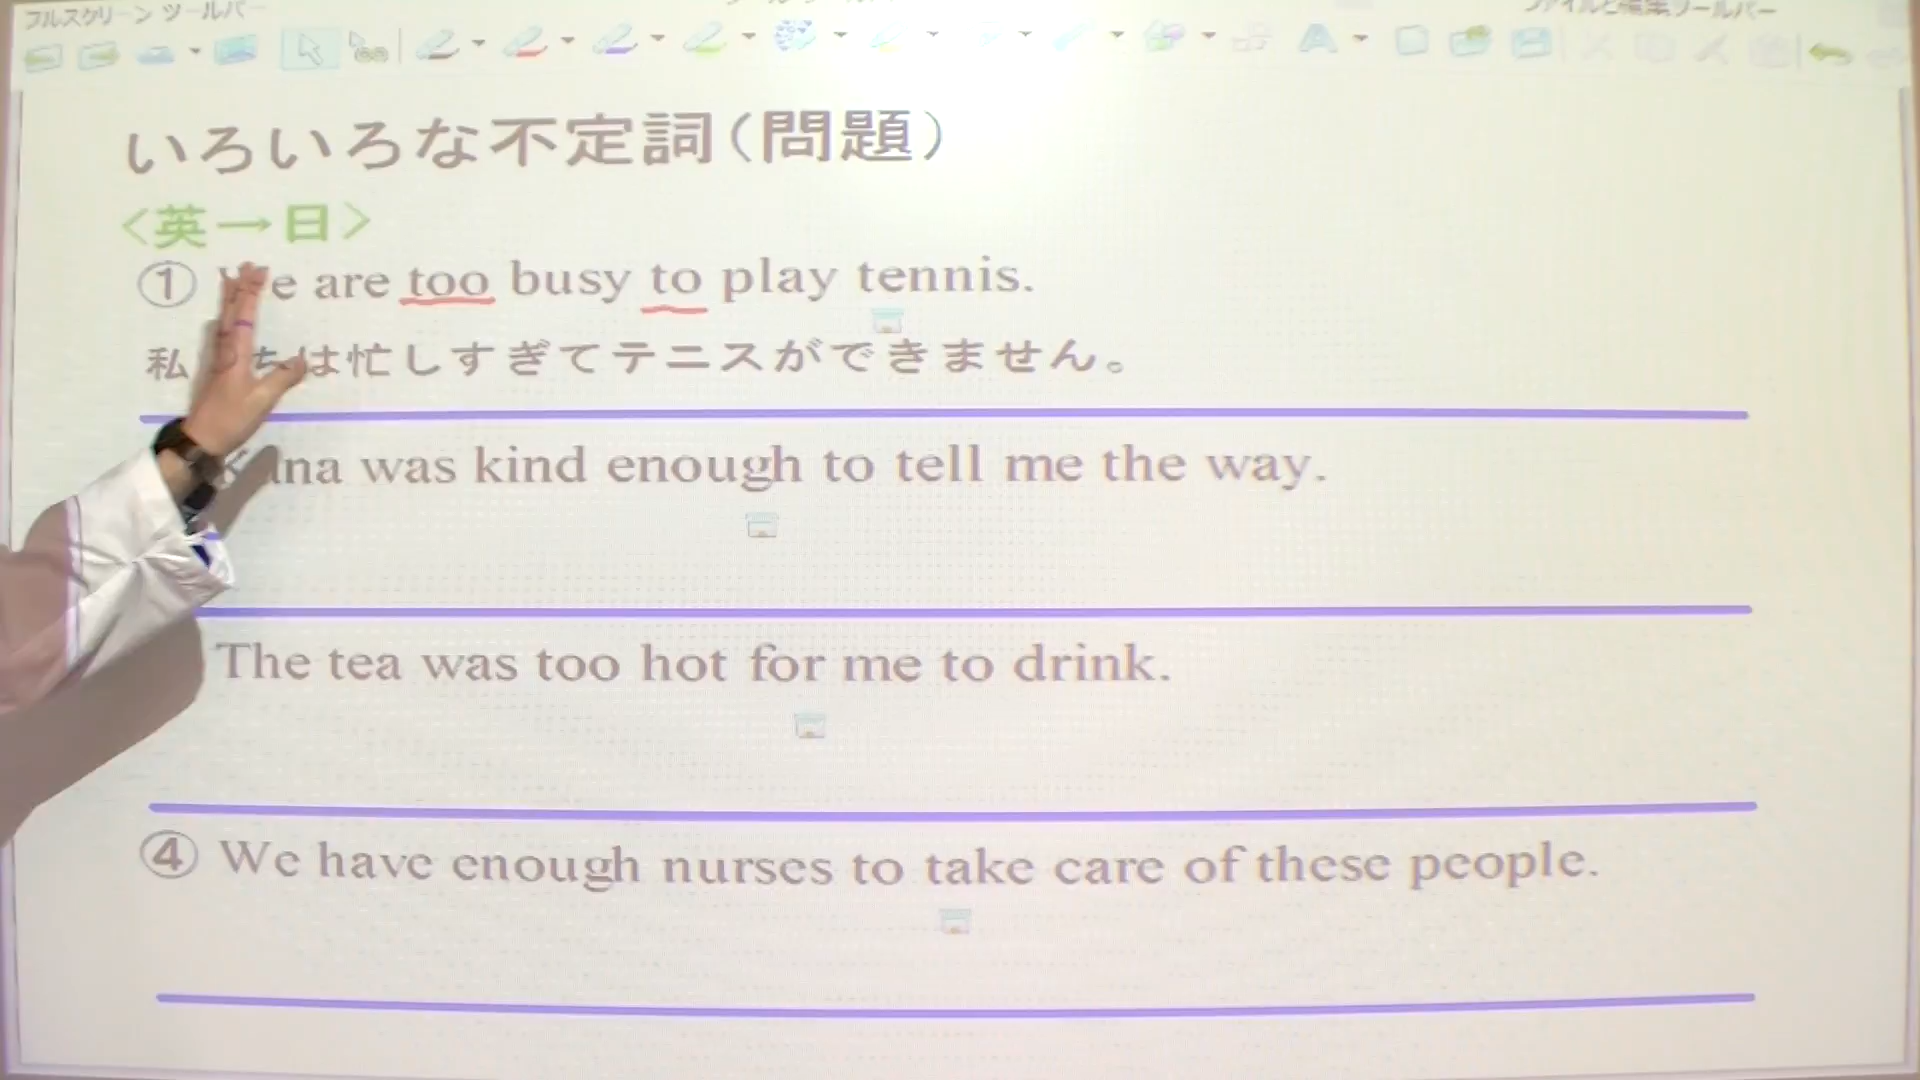 フルスクリーン ツールバー
いろいろな不定詞(問題)
<英→日>
① We are too busy to play tennis.
私たちは忙しすぎてテニスができません。
was kind enough to tell me the way.
The tea was too hot for me to drink.
④ We have enough nurses to take care of these people.